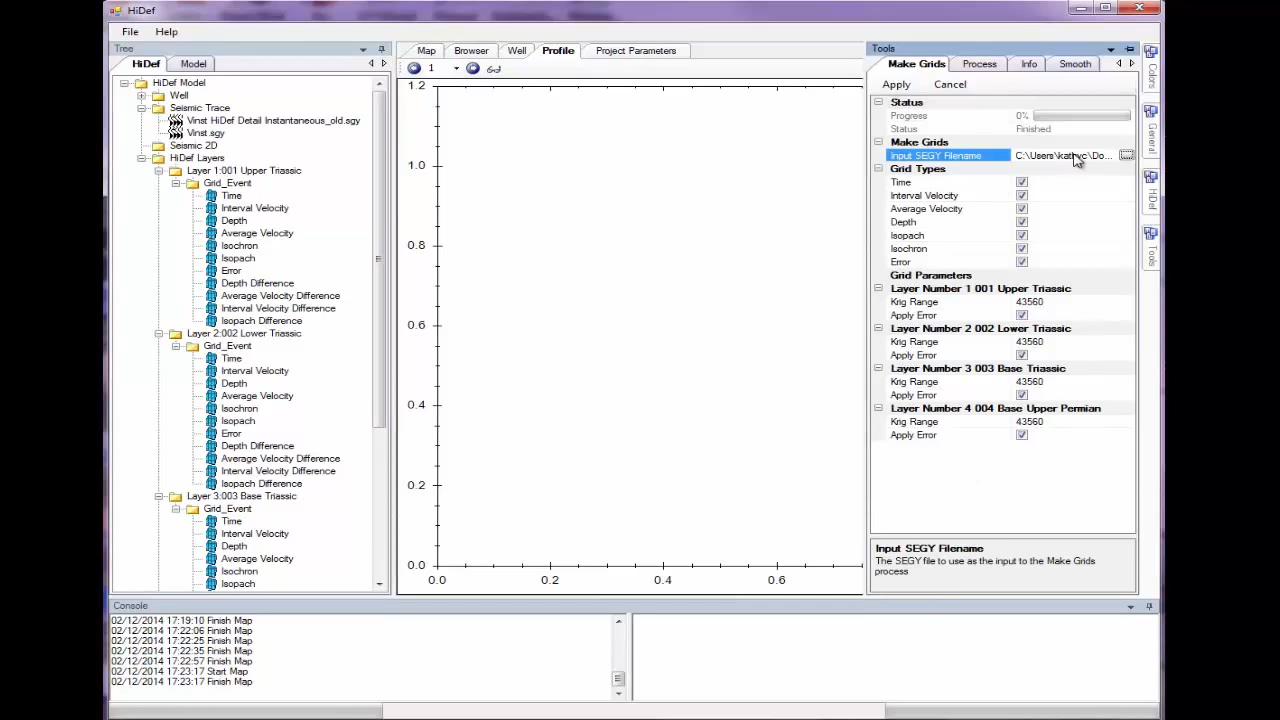 HiDef
File Help
Tree
HiDef Model
HiDef Model
Well
Seismic Trace
Vinst HiDef Detail Instantaneous_old.sgy
Vinst.sgy
Seismic 2D
HiDef Layers
Layer 1:001 Upper Triassic
Grid_Event
Time
Interval Velocity
Depth
Average Velocity
Isochron
Isopach
Error
Depth Difference
Average Velocity Difference
Interval Velocity Difference
Isopach Difference
Layer 2:002 Lower Triassic
Grid_Event
Time
Interval Velocity
Depth
Average Velocity
Isochron
Isopach
Error
Depth Difference
Average Velocity Difference
Interval Velocity Difference
Isopach Difference
Layer 3:003 Base Triassic
Grid_Event
Time
Interval Velocity
Depth
Average Velocity
Isochron
Isopach
Map Browser Well Profile Project Parameters
1
1.2
1.0
0.8
0.6
0.4
0.2
0.0
0.0 0.2 0.4 0.6
Tools
Make Grids Process Info Smooth
Apply Cancel
Status
Progress 0%
Status Finished
Make Grids
Input SEGY Filename C:\Users\kathyc\Do... ...
Grid Types
Time
Interval Velocity
Average Velocity
Depth
Isopach
Isochron
Error
Grid Parameters
Layer Number 1 001 Upper Triassic
Krig Range 43560
Apply Error
Layer Number 2 002 Lower Triassic
Krig Range 43560
Apply Error
Layer Number 3 003 Base Triassic
Krig Range 43560
Apply Error
Layer Number 4 004 Base Upper Permian
Krig Range 43560
Apply Error
Input SEGY Filename
The SEGY file to use as the input to the Make Grids
process
Colors
General
HiDef
Tools
Console
02/12/2014 17:19:10 Finish Map
02/12/2014 17:22:06 Finish Map
02/12/2014 17:22:25 Finish Map
02/12/2014 17:22:35 Finish Map
02/12/2014 17:22:57 Finish Map
02/12/2014 17:23:17 Start Map
02/12/2014 17:23:17 Finish Map